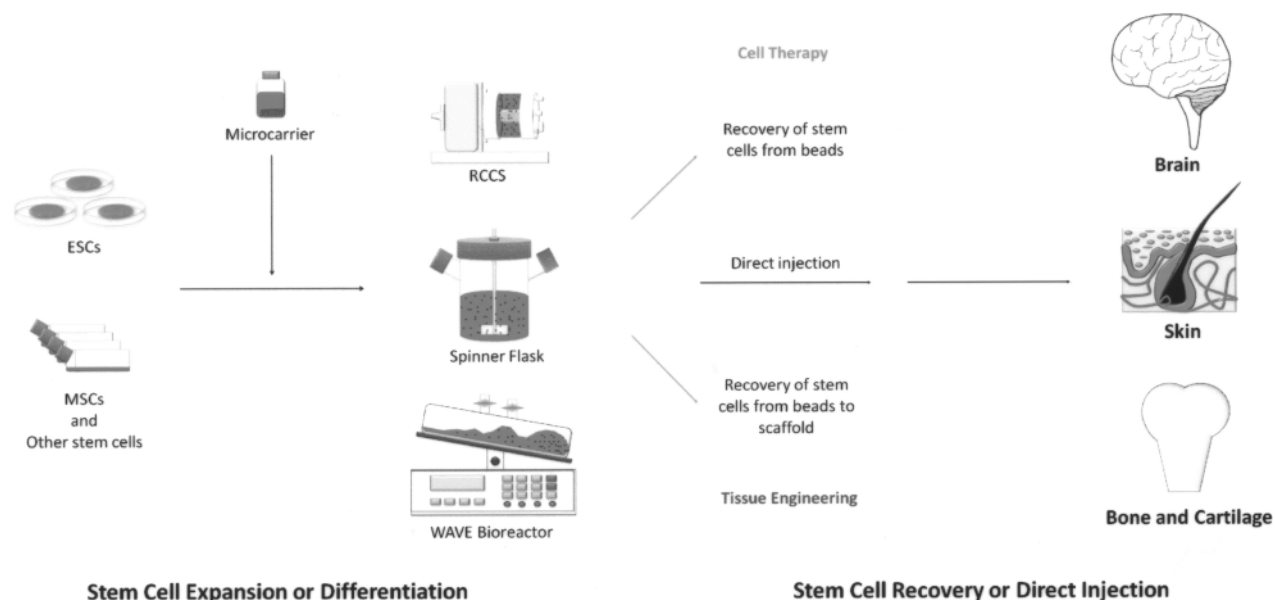 Microcarrier
ESCs
MSCs
and
Other stem cells
RCCS
Spinner Flask
WAVE Bioreactor
Stem Cell Expansion or Differentiation
Cell Therapy
Recovery of stem
cells from beads
Direct injection
Recovery of stem
cells from beads to
scaffold
Tissue Engineering
Brain
Skin
Bone and Cartilage
Stem Cell Recovery or Direct Injection